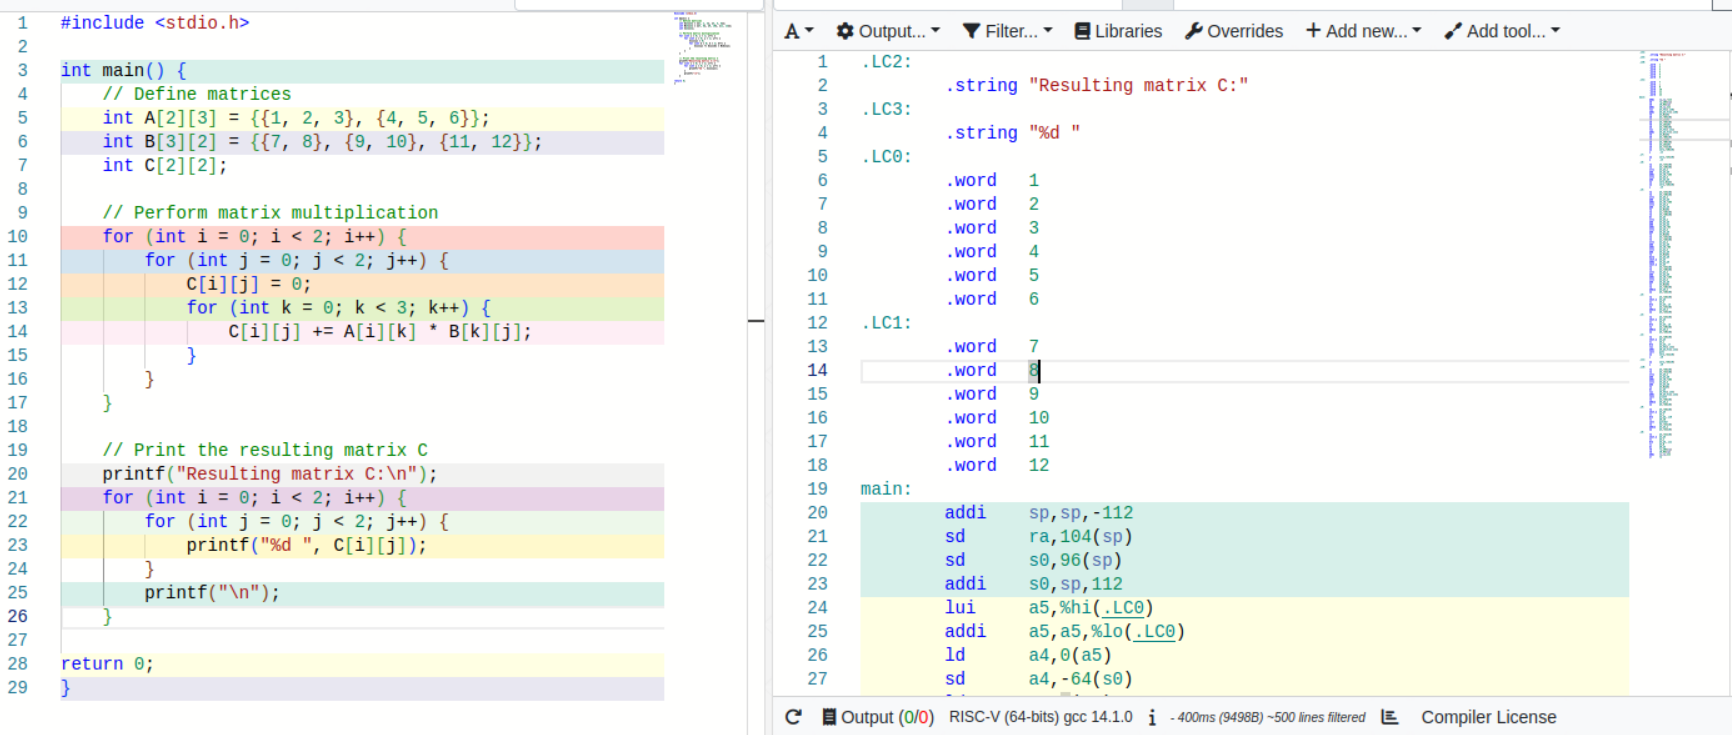 1 #include <stdio.h>
2
3 int main() {
4     // Define matrices
5     int A[2][3] = {{1, 2, 3}, {4, 5, 6}};
6     int B[3][2] = {{7, 8}, {9, 10}, {11, 12}};
7     int C[2][2];
8
9     // Perform matrix multiplication
10     for (int i = 0; i < 2; i++) {
11         for (int j = 0; j < 2; j++) {
12             C[i][j] = 0;
13             for (int k = 0; k < 3; k++) {
14                 C[i][j] += A[i][k] * B[k][j];
15             }
16         }
17     }
18
19     // Print the resulting matrix C
20     printf("Resulting matrix C:\n");
21     for (int i = 0; i < 2; i++) {
22         for (int j = 0; j < 2; j++) {
23             printf("%d ", C[i][j]);
24         }
25         printf("\n");
26     }
27
28 return 0;
29 }
A Output... Filter... Libraries Overrides + Add new... Add tool...
1 .LC2:
2         .string "Resulting matrix C:"
3 .LC3:
4         .string "%d "
5 .LC0:
6         .word   1
7         .word   2
8         .word   3
9         .word   4
10         .word   5
11         .word   6
12 .LC1:
13         .word   7
14         .word   8
15         .word   9
16         .word   10
17         .word   11
18         .word   12
19 main:
20         addi    sp,sp,-112
21         sd      ra,104(sp)
22         sd      s0,96(sp)
23         addi    s0,sp,112
24         lui     a5,%hi(.LC0)
25         addi    a5,a5,%lo(.LC0)
26         ld      a4,0(a5)
27         sd      a4,-64(s0)
Output (0/0) RISC-V (64-bits) gcc 14.1.0 i - 400ms (9498B) ~500 lines filtered Compiler License